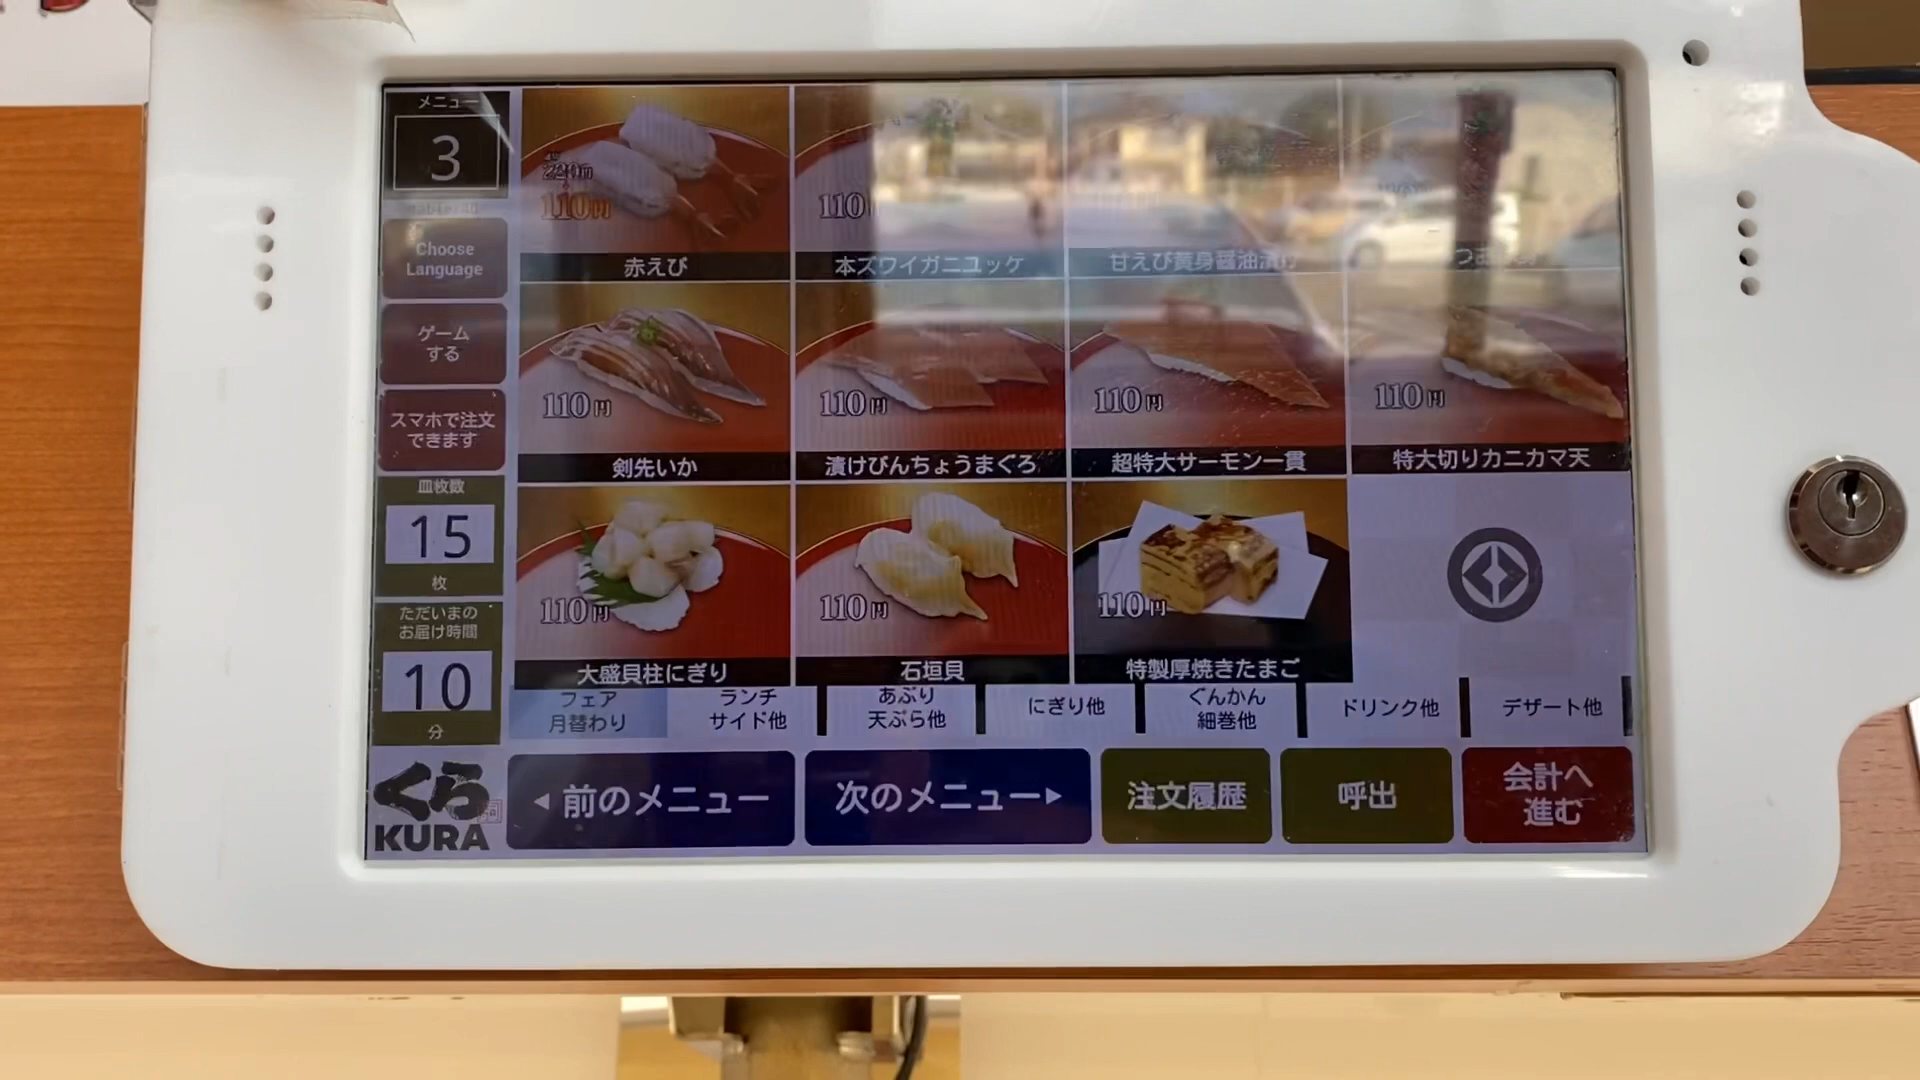 メニュー
3
Choose
Language
ゲーム
する
スマホで注文
できます
皿枚数
15
枚
ただいまの
お届け時間
10
分
くら
KURA
220円
110円
赤えび
110
本ズワイガニユッケ
甘えび黄身醤油漬け
110円
剣先いか
110円
漬けびんちょうまぐろ
110円
超特大サーモン一貫
110円
特大切りカニカマ天
110円
大盛貝柱にぎり
110円
石垣貝
110円
特製厚焼きたまご
フェア
月替わり
ランチ
サイド他
あぶり
天ぷら他
にぎり他
ぐんかん
細巻他
ドリンク他
デザート他
◀前のメニュー
次のメニュー▶
注文履歴
呼出
会計へ
進む